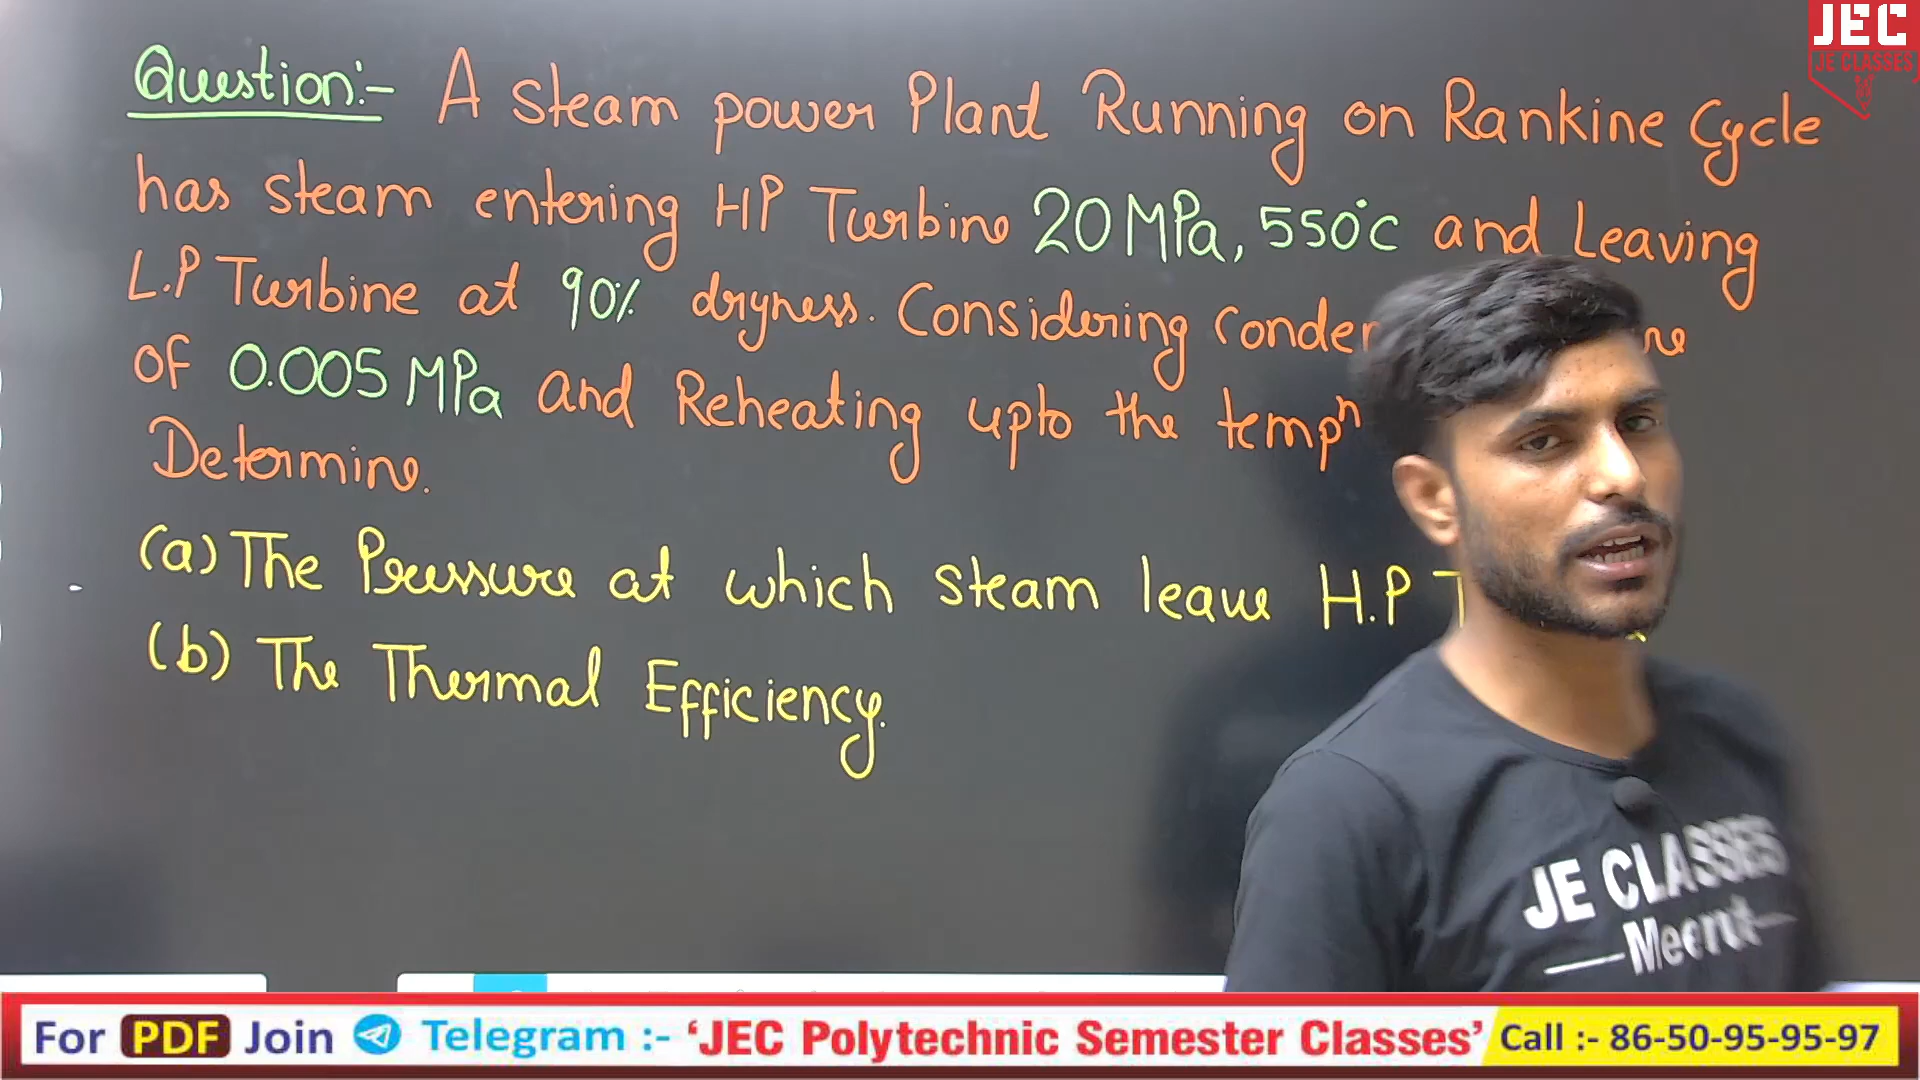 JEC
JE CLASSES
Question:- A steam power Plant Running on Rankine Cycle
has steam entering HP Turbine 20 MPa, 550°C and Leaving
L.P Turbine at 90% dryness. Considering
of 0.005 MPa and Reheating upto the tempn
Determine.
(a) The Pressure at which steam leave H.P
(b) The Thermal Efficiency.
JE CLASSES
Meerut
For PDF Join Telegram :- 'JEC Polytechnic Semester Classes' Call :- 86-50-95-95-97